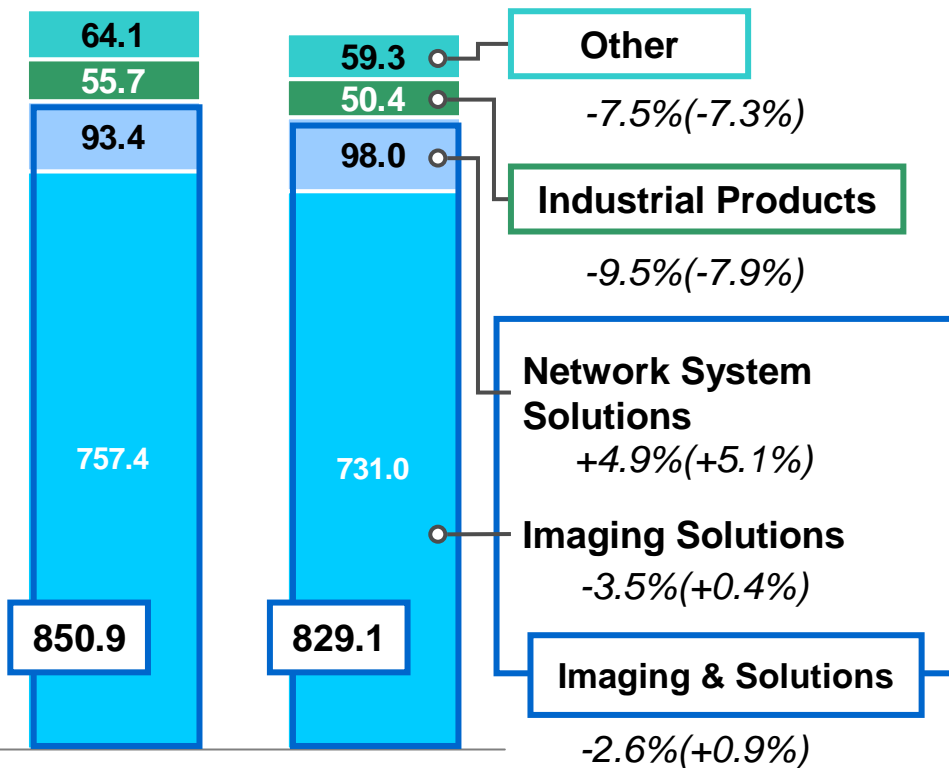 64.1
55.7
93.4
757.4
850.9
59.3
50.4
98.0
731.0
829.1
Other
-7.5%(-7.3%)
Industrial Products
-9.5%(-7.9%)
Network System
Solutions
+4.9%(+5.1%)
Imaging Solutions
-3.5%(+0.4%)
Imaging & Solutions
-2.6%(+0.9%)